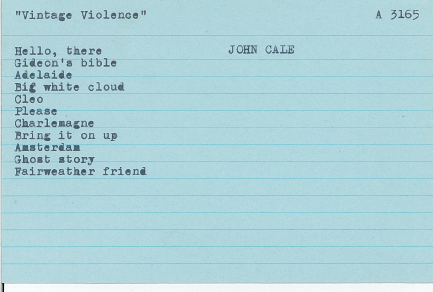 "Vintage Violence" A 3165
Hello, there JOHN CALE
Gideon's bible
Adelaide
Big white cloud
Cleo
Please
Charlemagne
Bring it on up
Amsterdam
Ghost story
Fairweather friend